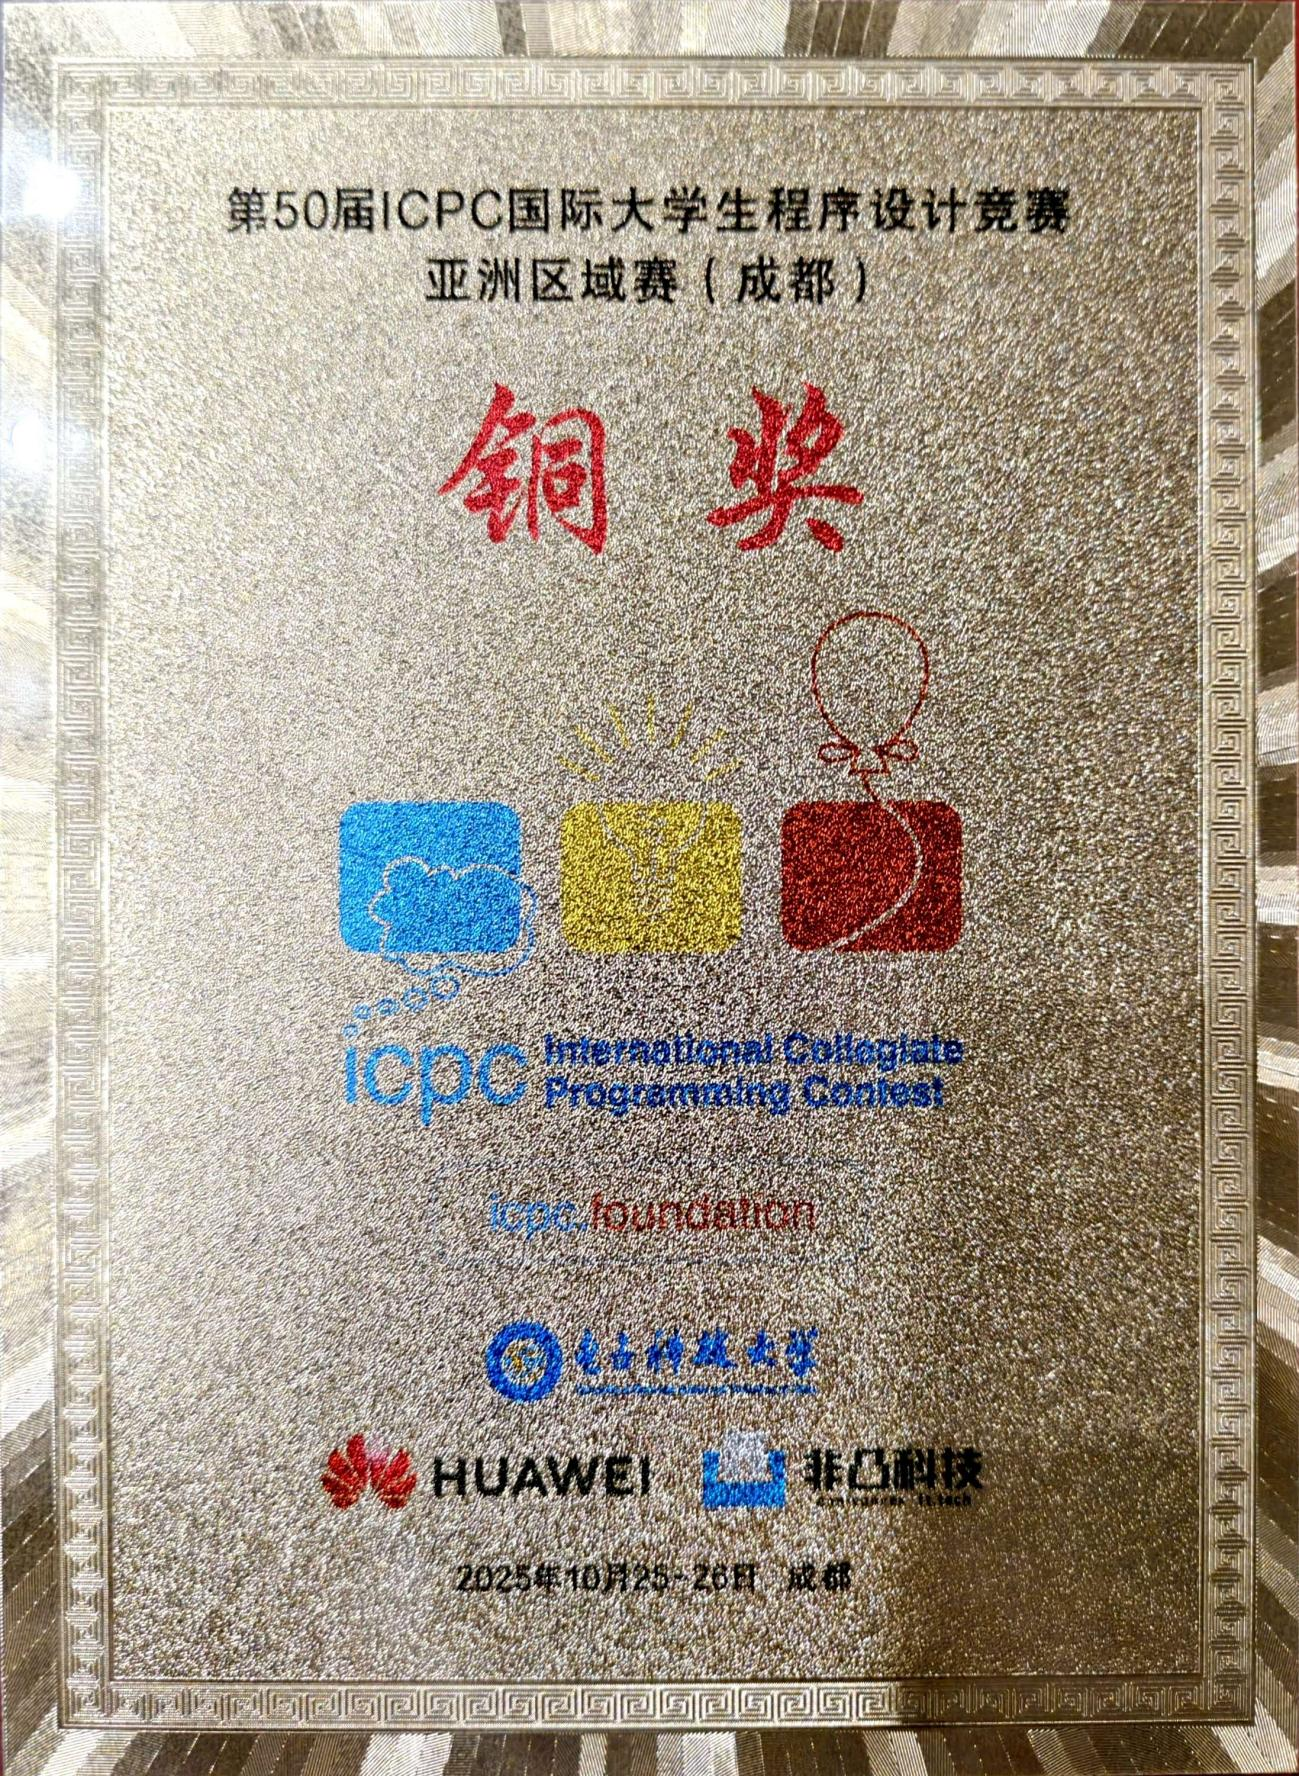 第50届ICPC国际大学生程序设计竞赛
亚洲区域赛（成都）
铜 奖
icpc International Collegiate
Programming Contest
icpc.foundation
电子科技大学
HUAWEI 非凸科技
2025年10月25-26日 成都